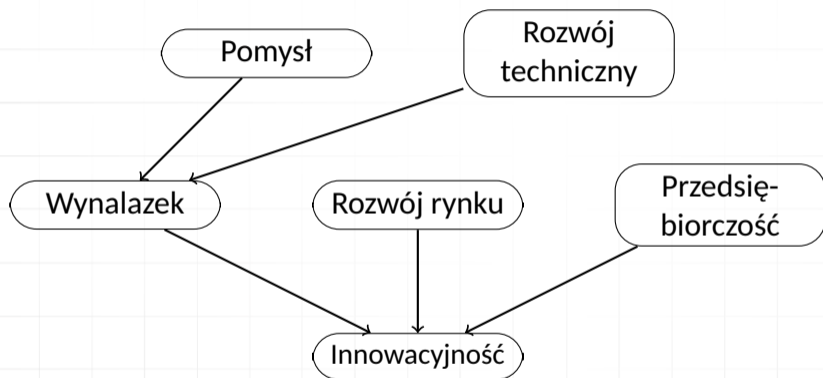 Pomysł
Rozwój
techniczny
Wynalazek
Rozwój rynku
Przedsię-
biorczość
Innowacyjność